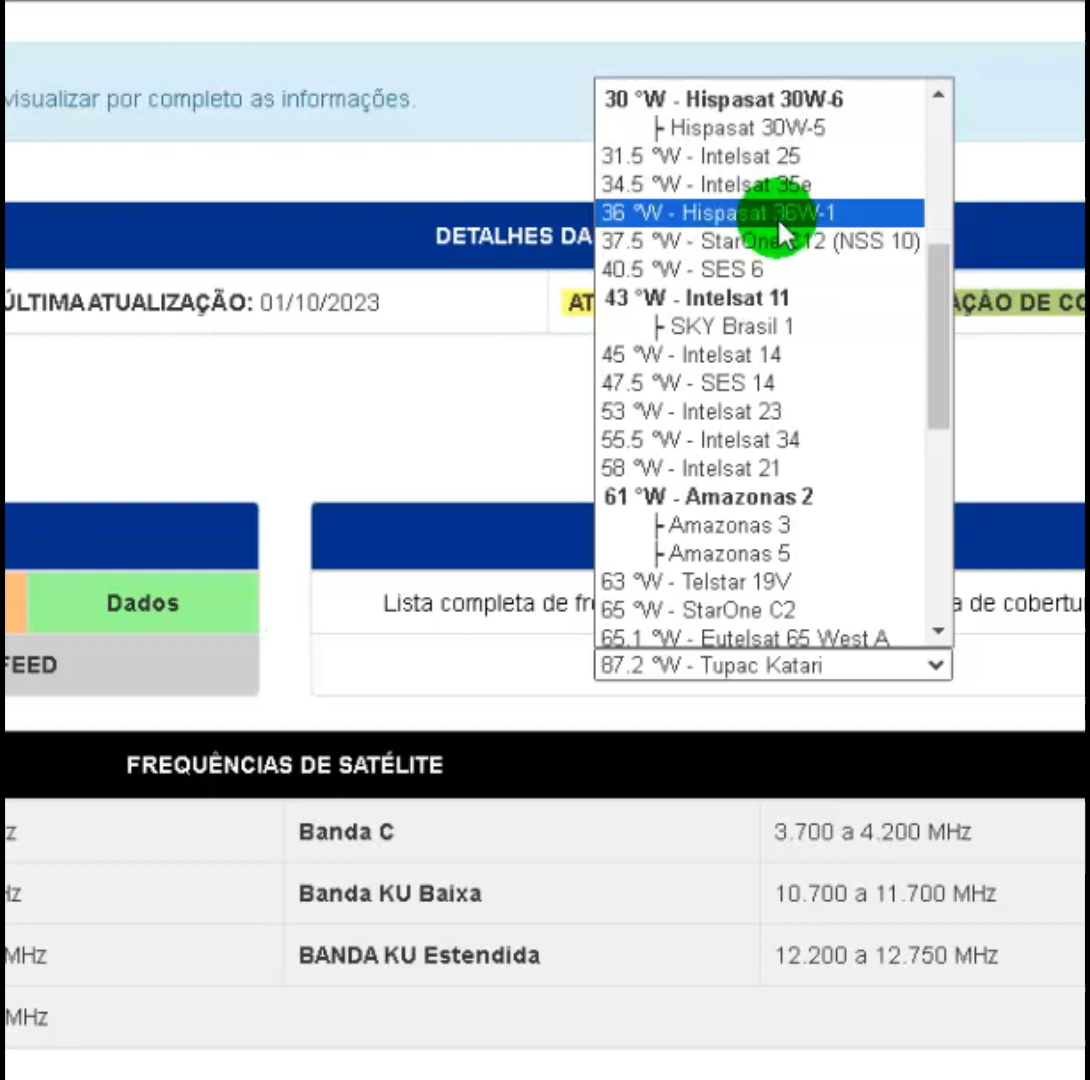 visualizar por completo as informações.
30 °W - Hispasat 30W-6
├ Hispasat 30W-5
31.5 °W - Intelsat 25
34.5 °W - Intelsat 35e
36 °W - Hispasat 36W-1
DETALHES DA
37.5 °W - StarOne C12 (NSS 10)
40.5 °W - SES 6
ÚLTIMA ATUALIZAÇÃO: 01/10/2023
AT
AÇÃO DE CO
43 °W - Intelsat 11
├ SKY Brasil 1
45 °W - Intelsat 14
47.5 °W - SES 14
53 °W - Intelsat 23
55.5 °W - Intelsat 34
58 °W - Intelsat 21
61 °W - Amazonas 2
├ Amazonas 3
├ Amazonas 5
63 °W - Telstar 19V
65 °W - StarOne C2
65.1 °W - Eutelsat 65 West A
87.2 °W - Tupac Katari
Dados
Lista completa de fr
a de cobertu
FEED
FREQUÊNCIAS DE SATÉLITE
z Banda C 3.700 a 4.200 MHz
Hz Banda KU Baixa 10.700 a 11.700 MHz
MHz BANDA KU Estendida 12.200 a 12.750 MHz
MHz